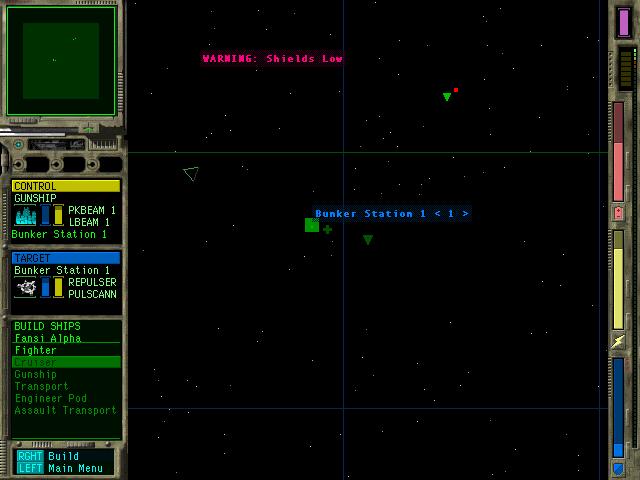 WARNING: Shields Low
CONTROL
GUNSHIP
PKBEAM 1
LBEAM 1
Bunker Station 1
Bunker Station 1 < 1 >
TARGET
Bunker Station 1
REPULSER
PULSCANN
BUILD SHIPS
Fansi Alpha
Fighter
Cruiser
Gunship
Transport
Engineer Pod
Assault Transport
RGHT Build
LEFT Main Menu